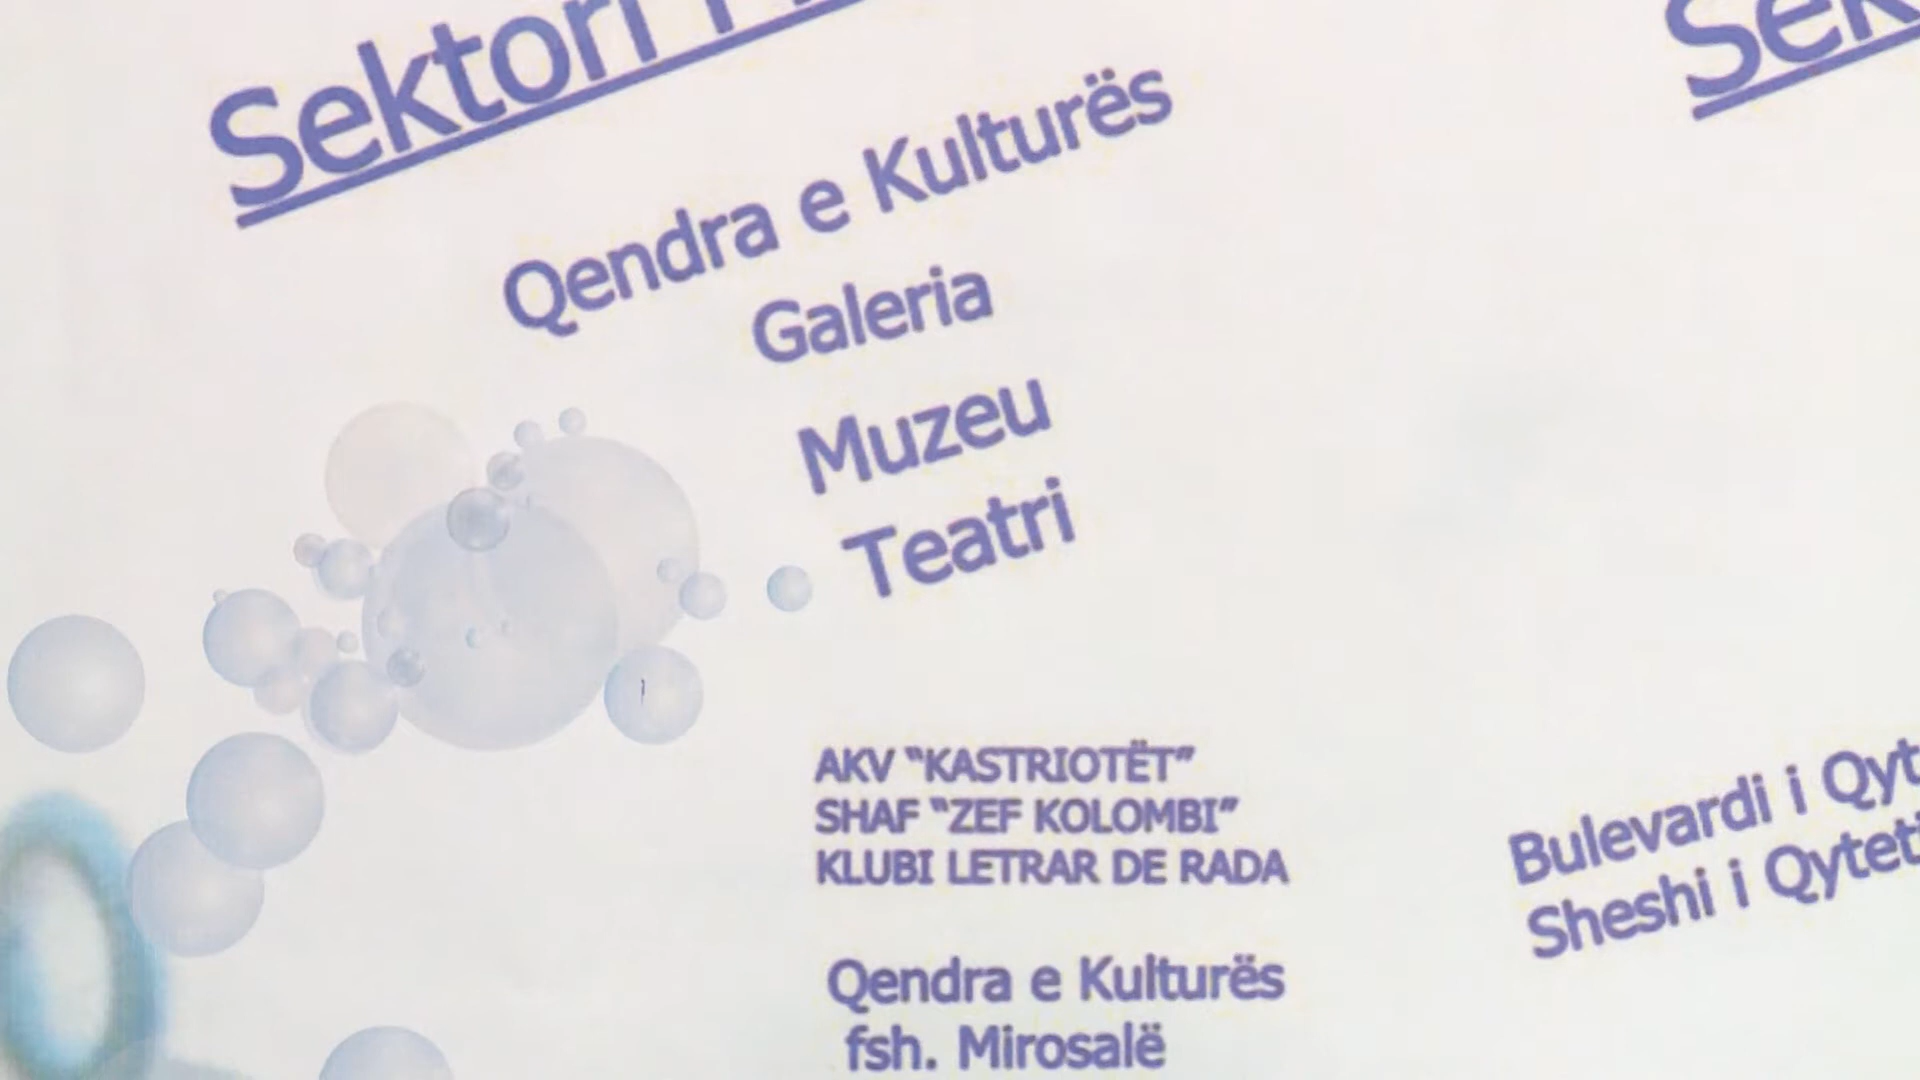 Sektori
Qendra e Kulturës
Galeria
Muzeu
Teatri
AKV "KASTRIOTËT"
SHAF "ZEF KOLOMBI"
KLUBI LETRAR DE RADA
Qendra e Kulturës
fsh. Mirosalë
Bulevardi i
Sheshi i